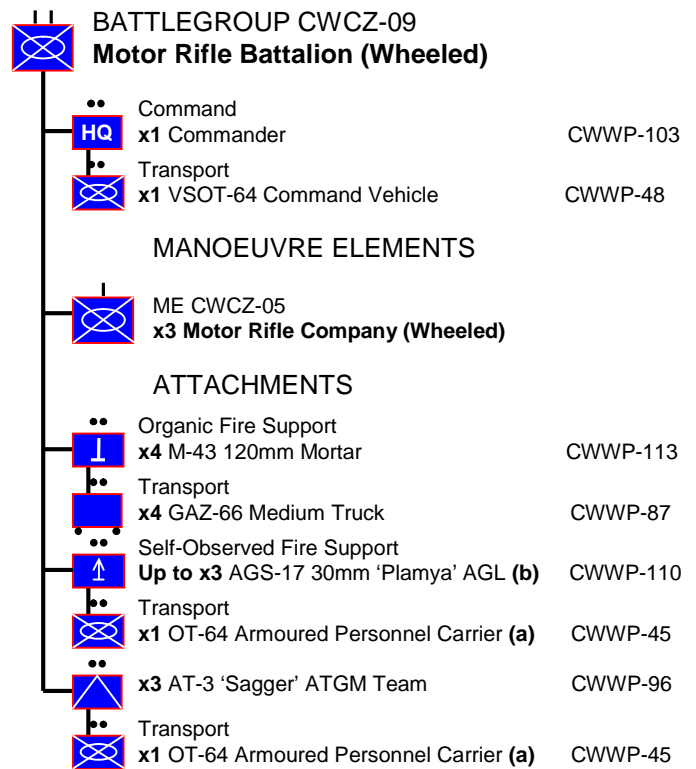 BATTLEGROUP CWCZ-09
Motor Rifle Battalion (Wheeled)
Command
HQ x1 Commander CWWP-103
Transport
x1 VSOT-64 Command Vehicle CWWP-48
MANOEUVRE ELEMENTS
ME CWCZ-05
x3 Motor Rifle Company (Wheeled)
ATTACHMENTS
Organic Fire Support
x4 M-43 120mm Mortar CWWP-113
Transport
x4 GAZ-66 Medium Truck CWWP-87
Self-Observed Fire Support
Up to x3 AGS-17 30mm ‘Plamya’ AGL (b) CWWP-110
Transport
x1 OT-64 Armoured Personnel Carrier (a) CWWP-45
x3 AT-3 ‘Sagger’ ATGM Team CWWP-96
Transport
x1 OT-64 Armoured Personnel Carrier (a) CWWP-45